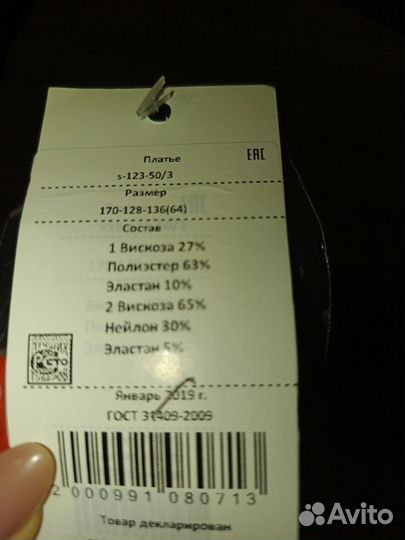 Платье
EAC
s-123-50/3
Размер
170-128-136(64)
Состав
1 Вискоза 27%
Полиэстер 63%
Эластан 10%
2 Вискоза 65%
Нейлон 30%
Эластан 5%
Январь 2019 г.
ГОСТ 31409-2009
2 000991 080713
Товар декларирован
Avito